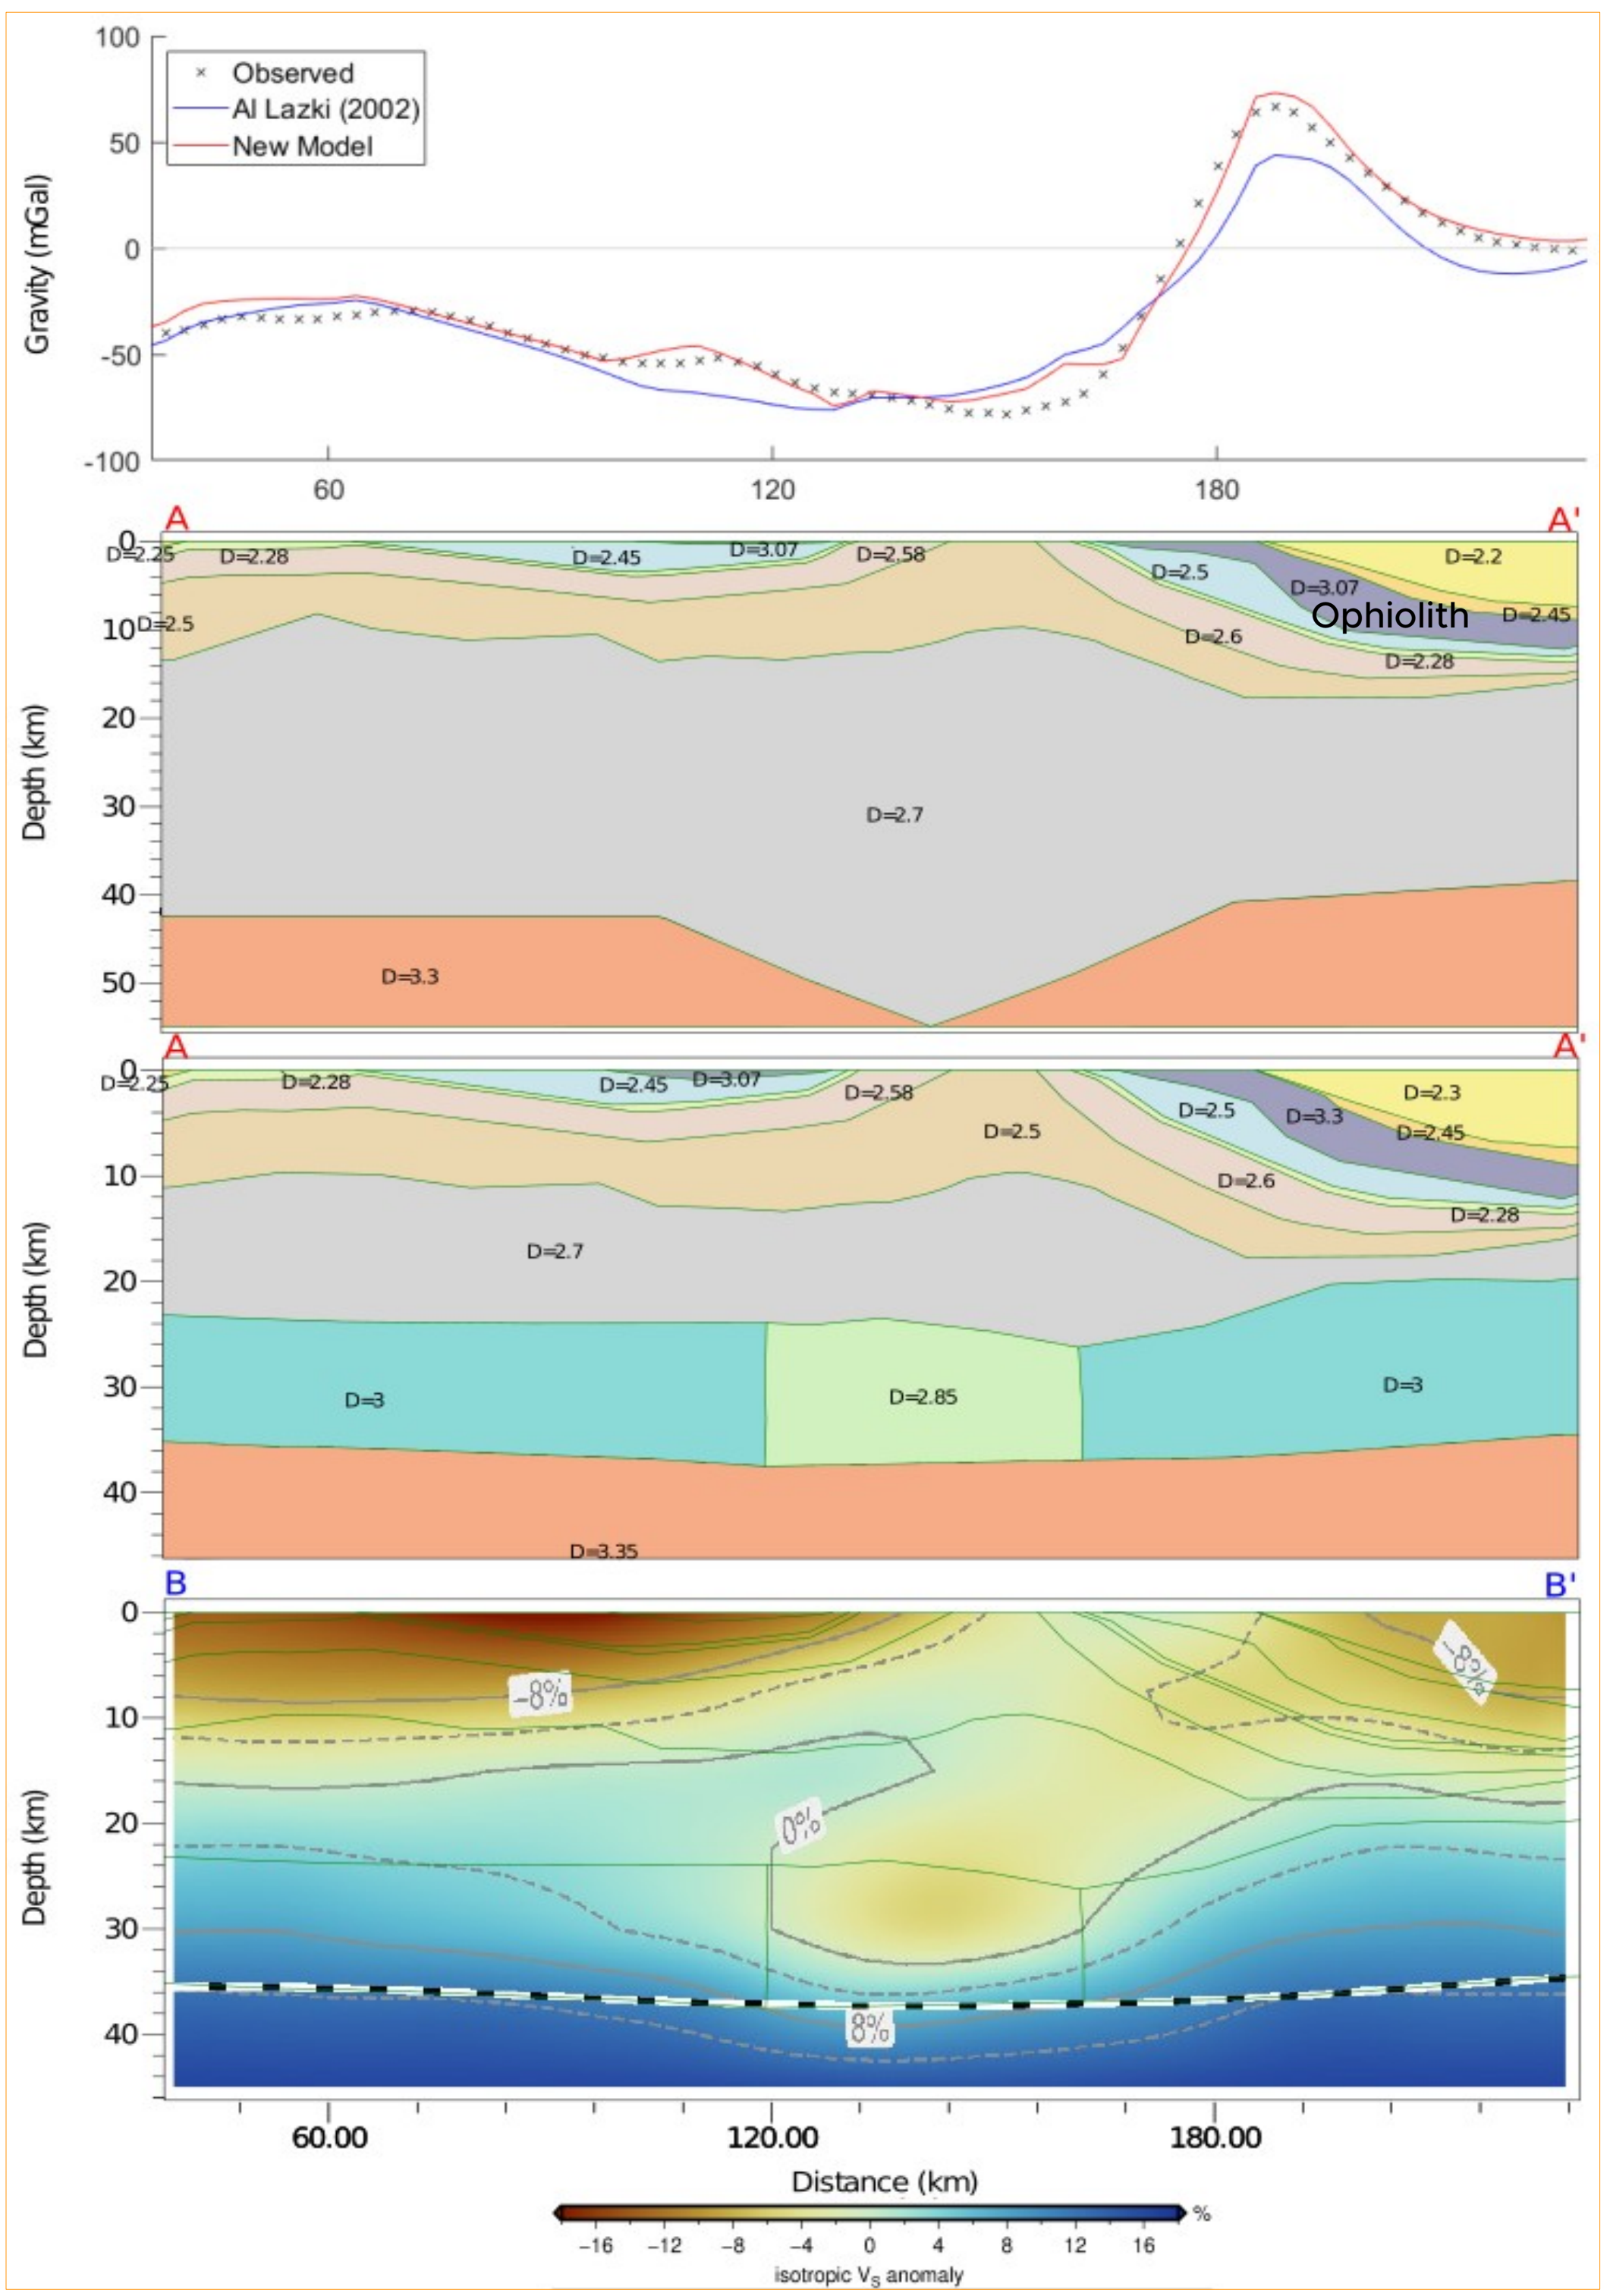 100
50
0
-50
-100
Gravity (mGal)
Observed
Al Lazki (2002)
New Model
60
120
180
A
A'
0
10
20
30
40
50
Depth (km)
D=2.25
D=2.28
D=2.45
D=3.07
D=2.58
D=2.5
D=3.07
D=2.2
Ophiolith
D=2.45
D=2.5
D=2.6
D=2.28
D=2.7
D=3.3
A
A'
0
10
20
30
40
Depth (km)
D=2.25
D=2.28
D=2.45
D=3.07
D=2.58
D=2.5
D=2.5
D=3.3
D=2.3
D=2.45
D=2.6
D=2.28
D=2.7
D=3
D=2.85
D=3
D=3.35
B
B'
0
10
20
30
40
Depth (km)
−8%
−8%
0%
8%
60.00
120.00
180.00
Distance (km)
%
−16
−12
−8
−4
0
4
8
12
16
isotropic VS anomaly